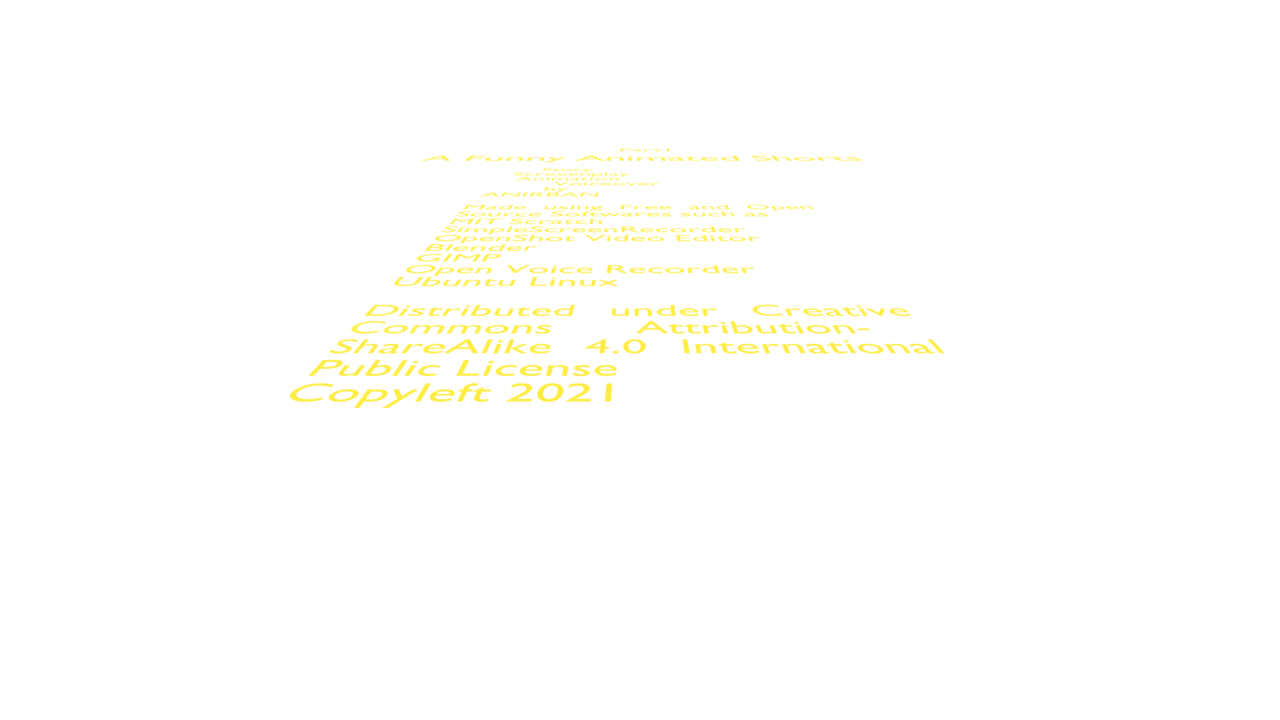 Part I
A Funny Animated Shorts
Story
Screenplay
Animation
Voiceover
by
ANIRBAN
Made using Free and Open
Source Softwares such as
MIT Scratch
SimpleScreenRecorder
OpenShot Video Editor
Blender
GIMP
Open Voice Recorder
Ubuntu Linux
Distributed under Creative
Commons Attribution-
ShareAlike 4.0 International
Public License
Copyleft 2021